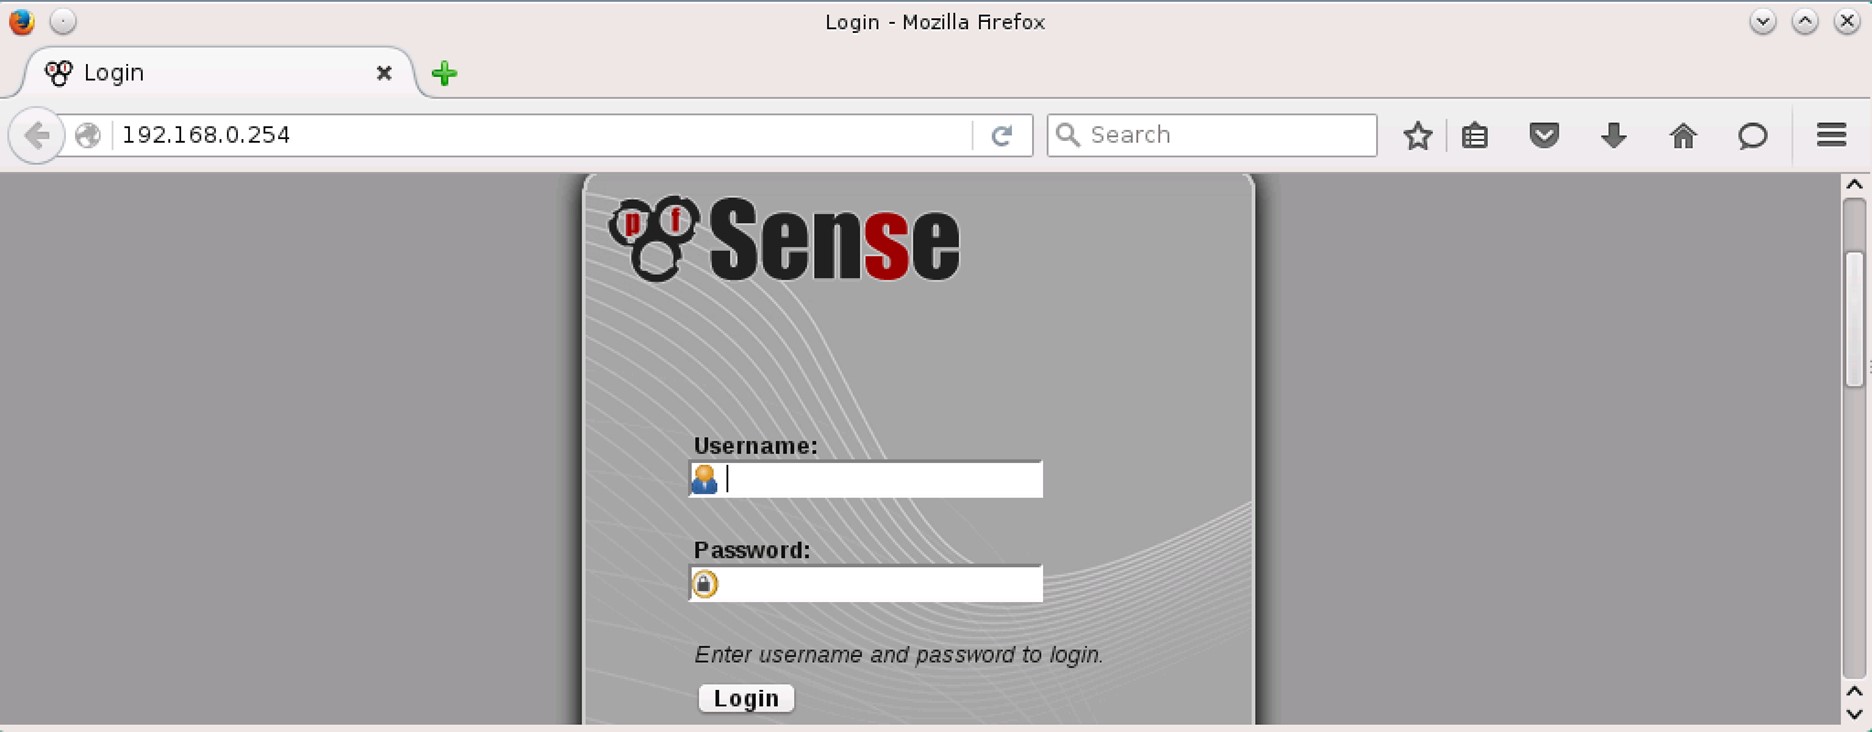 Login - Mozilla Firefox
Login
192.168.0.254
Search
pf Sense
Username:
Password:
Enter username and password to login.
Login